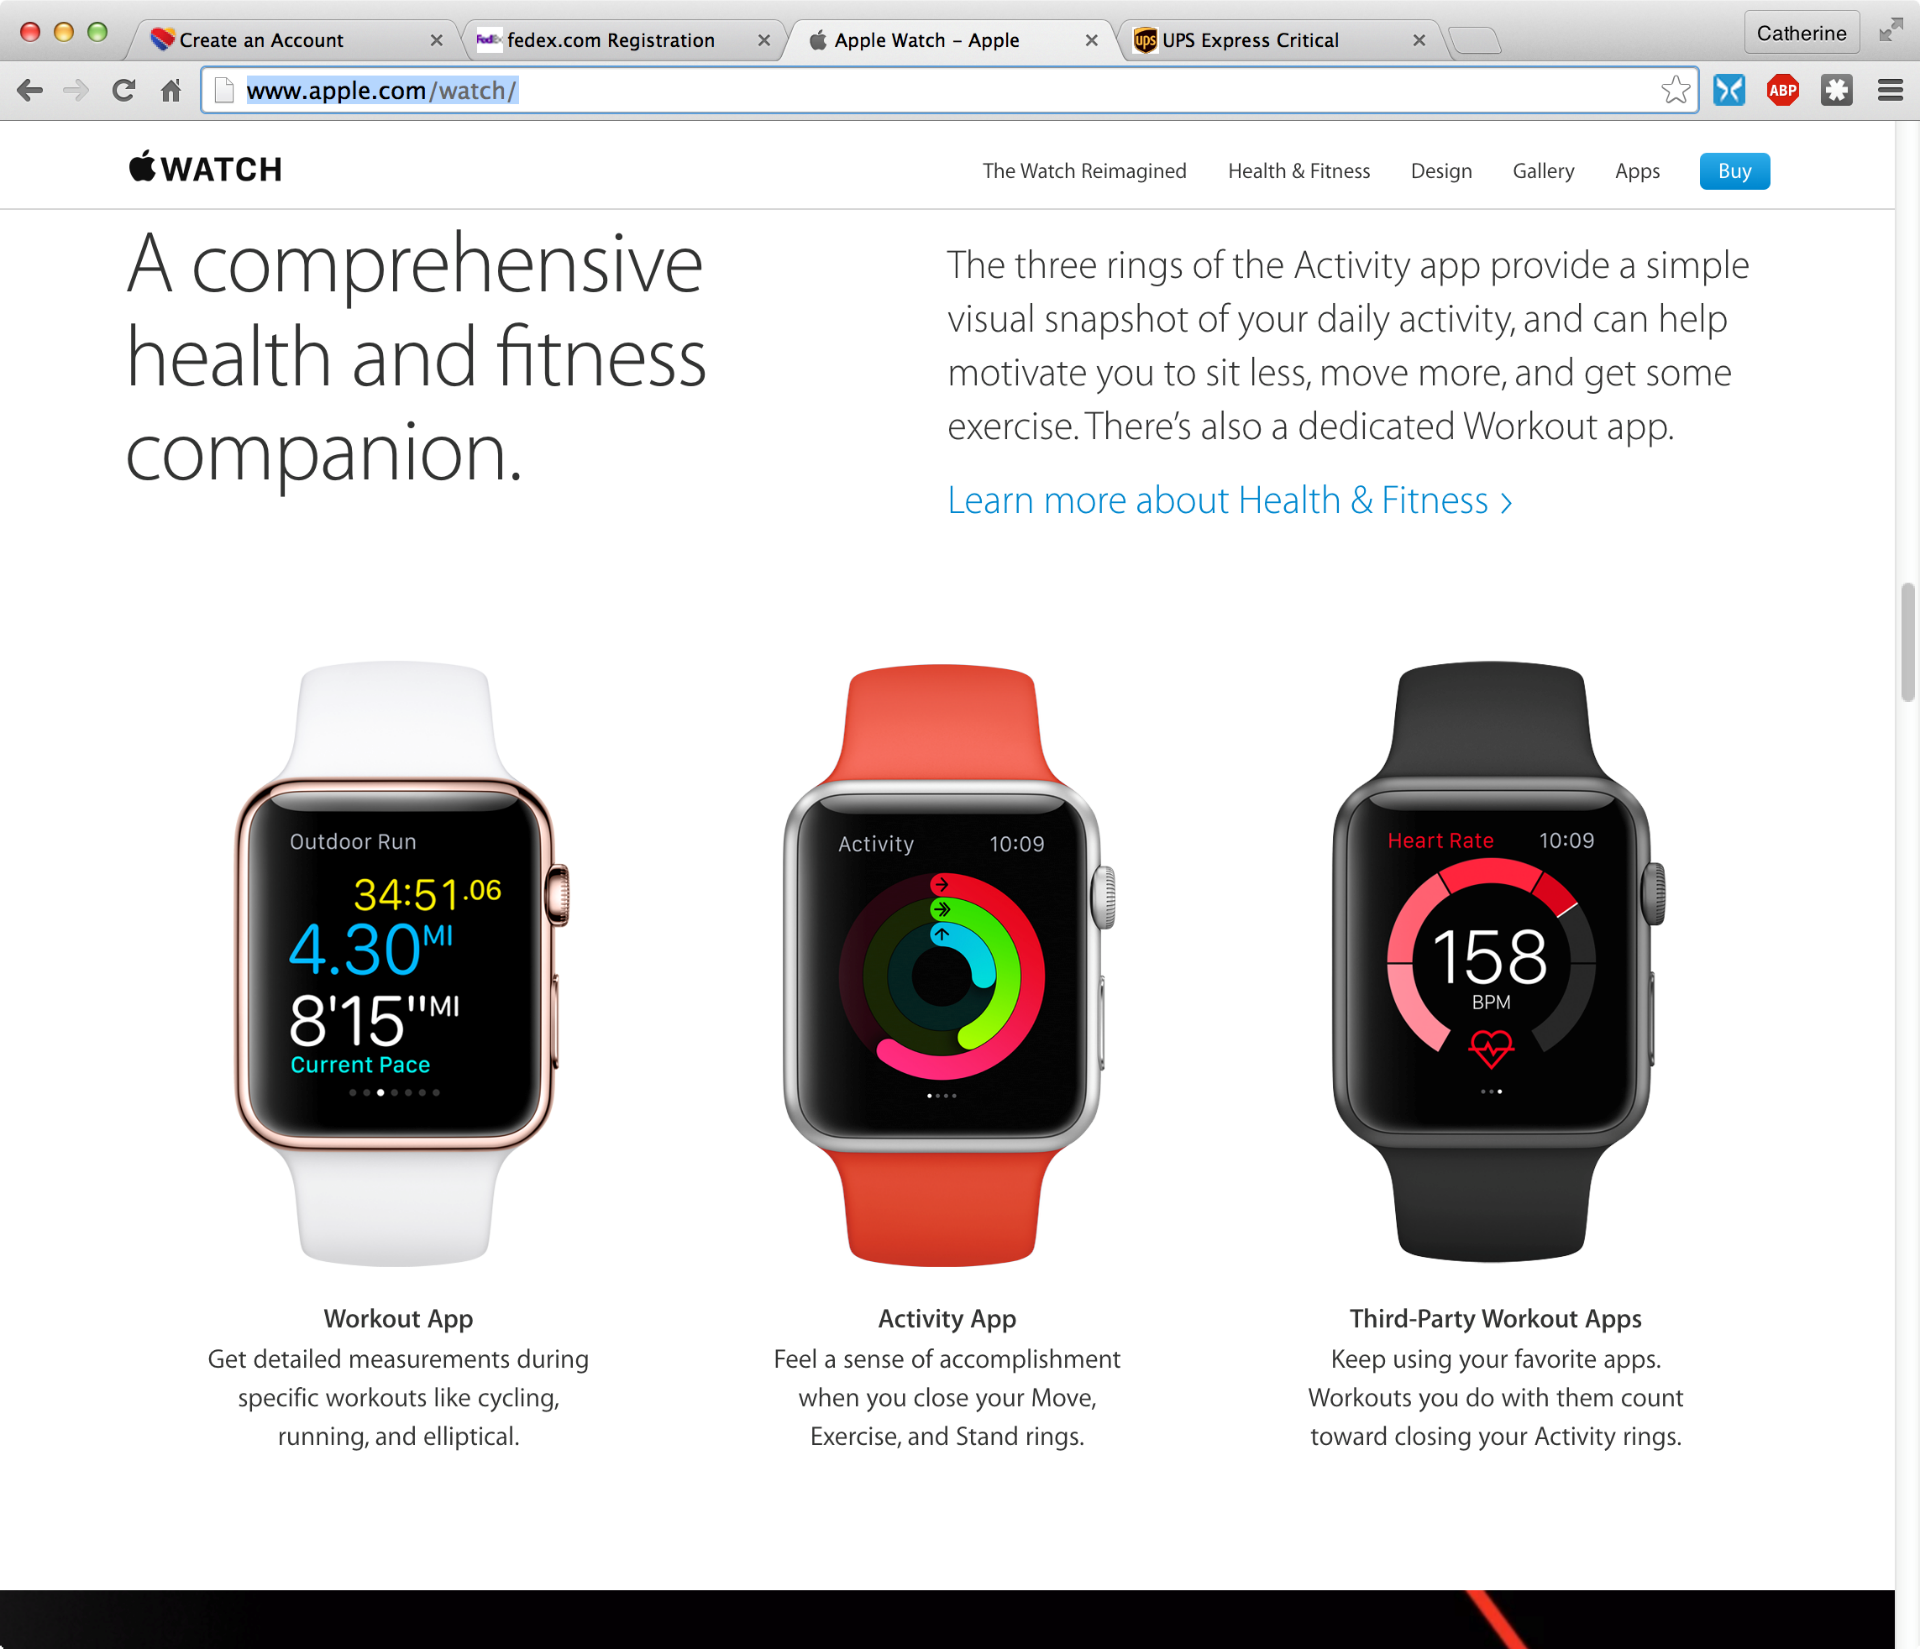 Create an Account
fedex.com Registration
Apple Watch – Apple
UPS Express Critical
Catherine
www.apple.com/watch/
ABP
WATCH
The Watch Reimagined
Health & Fitness
Design
Gallery
Apps
Buy
A comprehensive
health and fitness
companion.
The three rings of the Activity app provide a simple
visual snapshot of your daily activity, and can help
motivate you to sit less, move more, and get some
exercise. There’s also a dedicated Workout app.
Learn more about Health & Fitness ›
Outdoor Run
34:51.06
4.30MI
8'15"MI
Current Pace
Activity 10:09
Heart Rate 10:09
158
BPM
Workout App
Get detailed measurements during
specific workouts like cycling,
running, and elliptical.
Activity App
Feel a sense of accomplishment
when you close your Move,
Exercise, and Stand rings.
Third-Party Workout Apps
Keep using your favorite apps.
Workouts you do with them count
toward closing your Activity rings.